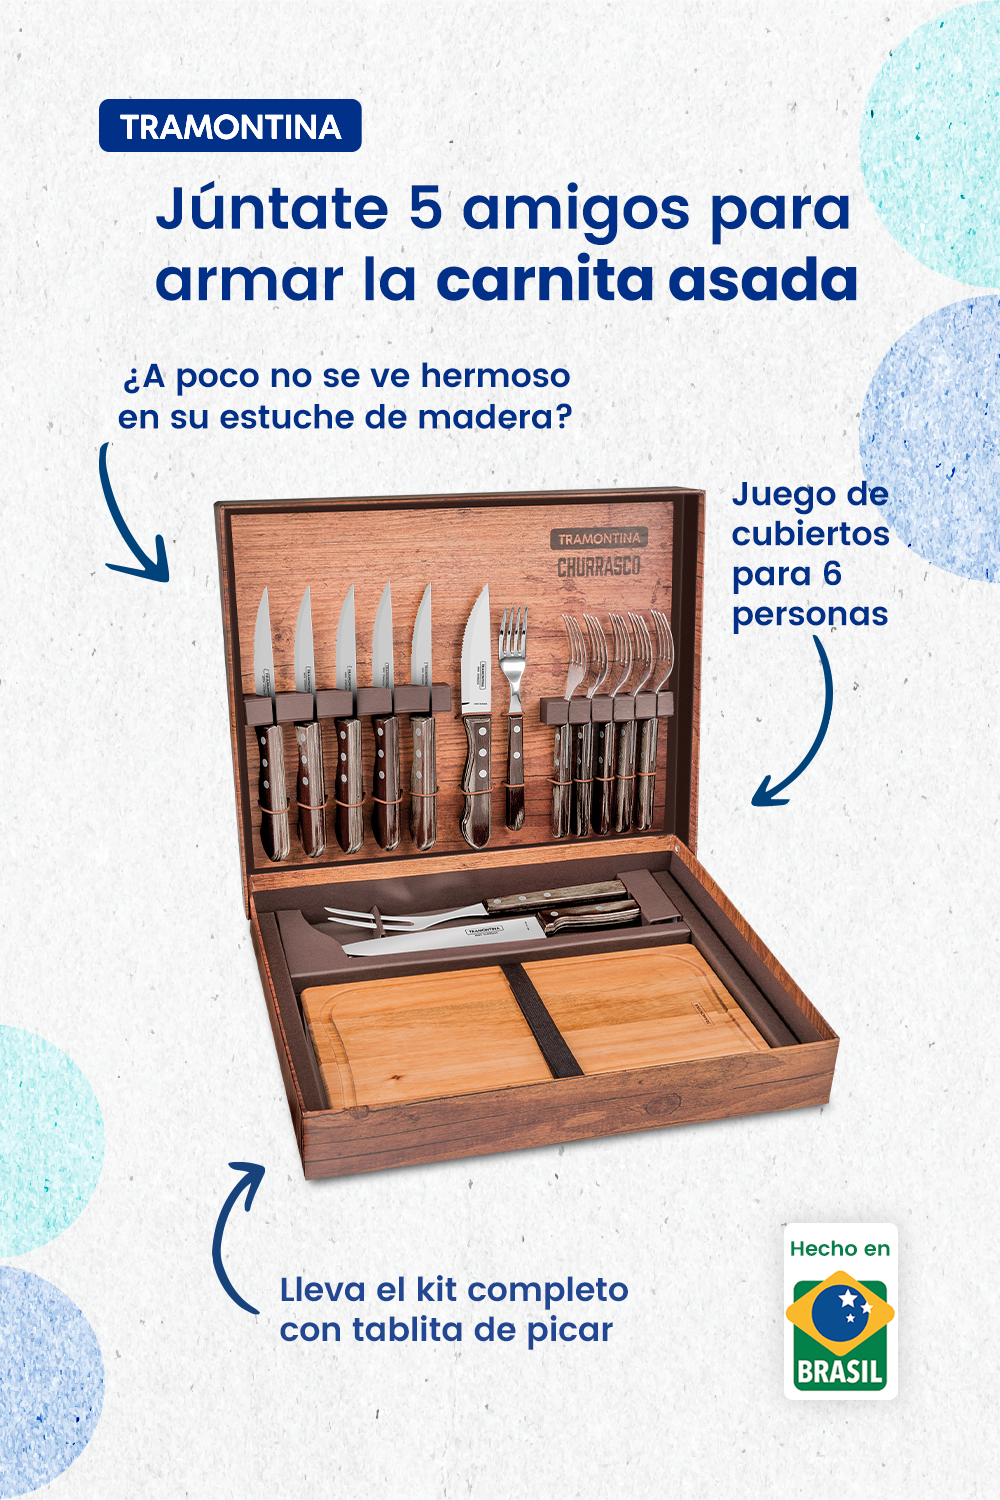 TRAMONTINA
Júntate 5 amigos para
armar la carnita asada
¿A poco no se ve hermoso
en su estuche de madera?
Juego de
cubiertos
para 6
personas
TRAMONTINA
CHURRASCO
TRAMONTINA
Lleva el kit completo
con tablita de picar
Hecho en
BRASIL